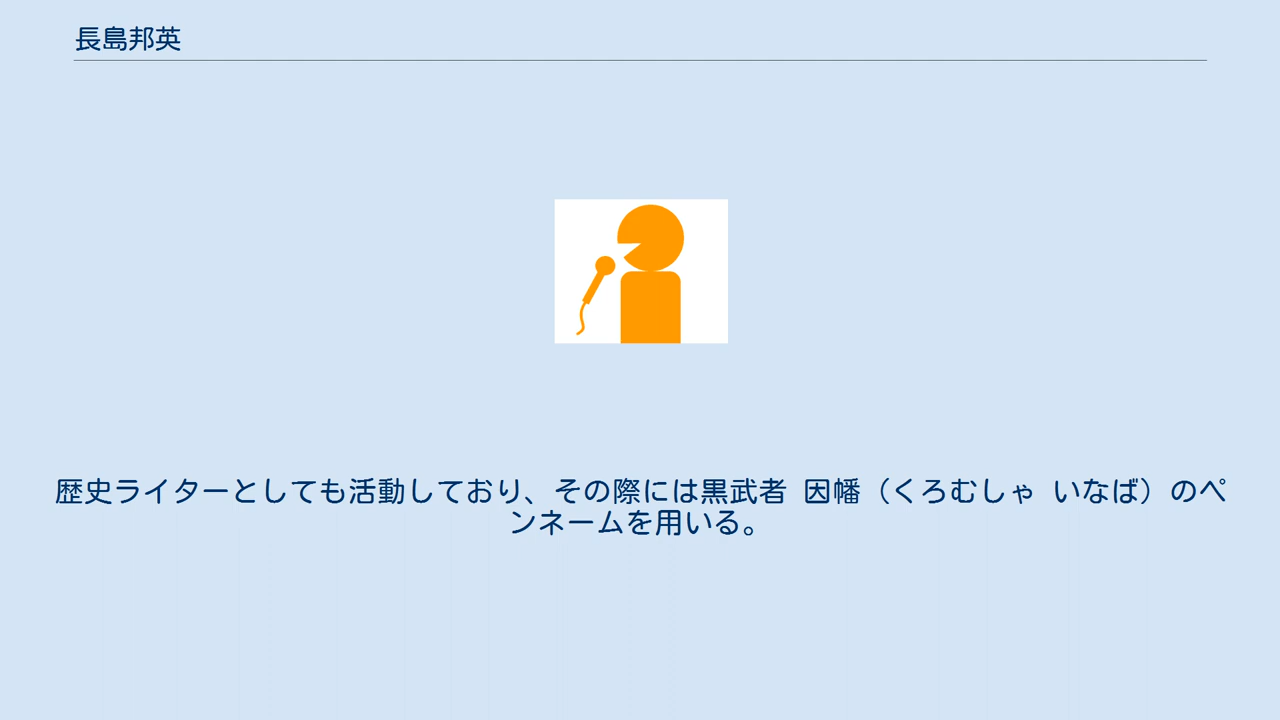 長島邦英
歴史ライターとしても活動しており、その際には黒武者 因幡（くろむしゃ いなば）のペ
ンネームを用いる。